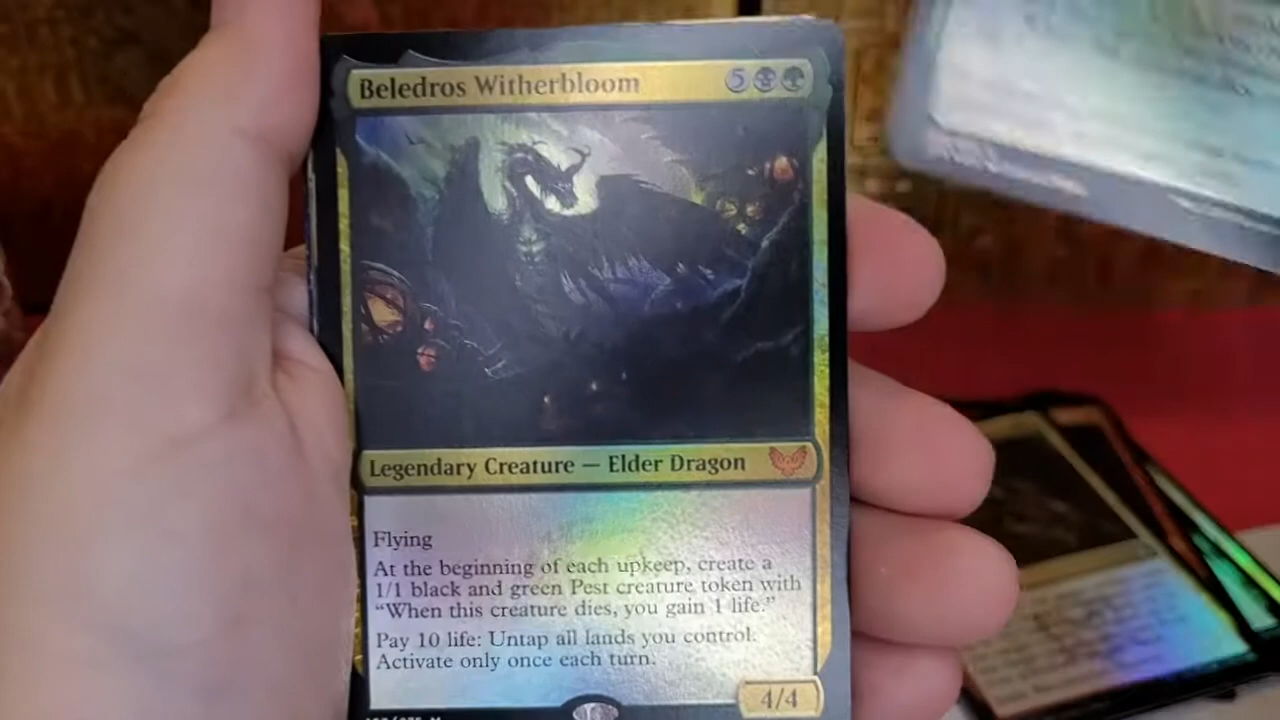 Beledros Witherbloom 5
Legendary Creature — Elder Dragon
Flying
At the beginning of each upkeep, create a
1/1 black and green Pest creature token with
“When this creature dies, you gain 1 life.”
Pay 10 life: Untap all lands you control.
Activate only once each turn.
4/4